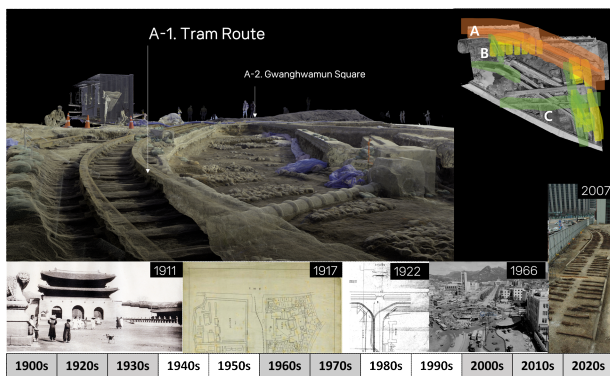 A-1. Tram Route
A-2. Gwanghwamun Square
A
B
C
2007
1911
1917
1922
1966
1900s 1920s 1930s 1940s 1950s 1960s 1970s 1980s 1990s 2000s 2010s 2020s